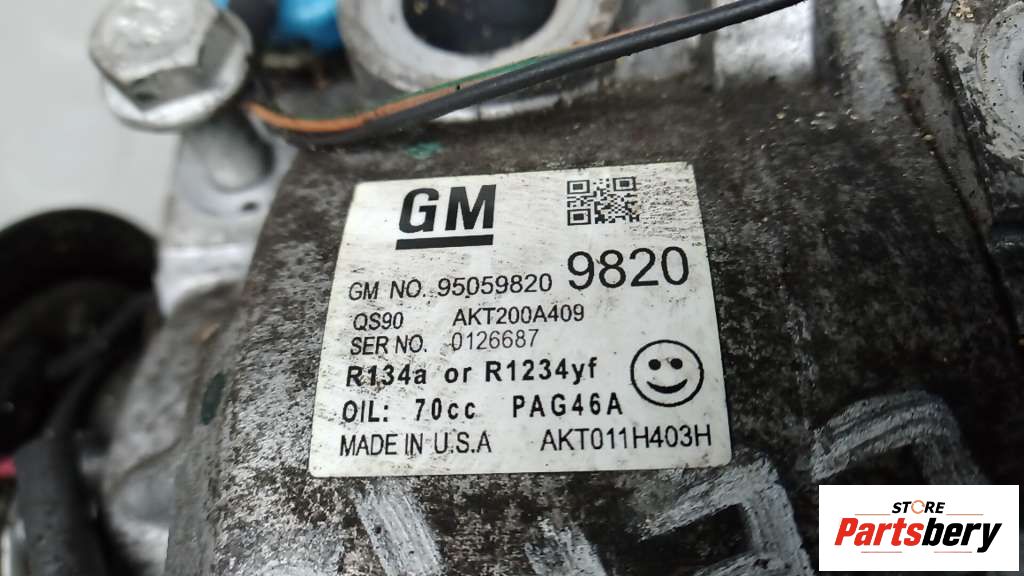 GM
GM NO. 95059820 9820
QS90 AKT200A409
SER NO. 0126687
R134a or R1234yf
OIL: 70cc PAG46A
MADE IN U.S.A AKT011H403H
STORE
Partsbery